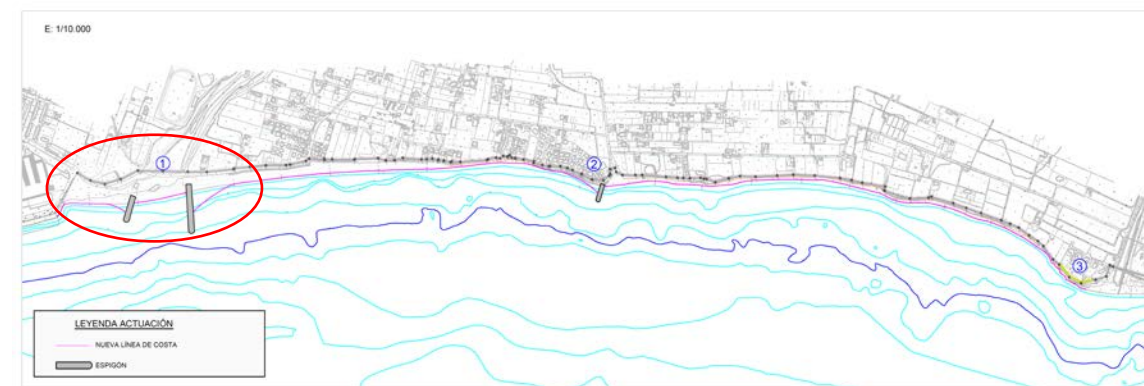 E: 1/10.000
1
2
3
LEYENDA ACTUACIÓN
NUEVA LÍNEA DE COSTA
ESPIGÓN